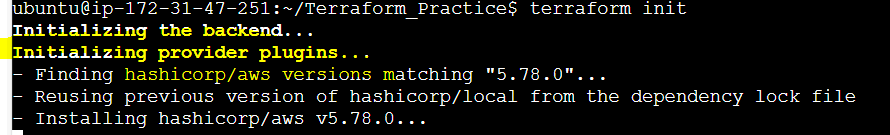 ubuntu@ip-172-31-47-251:~/Terraform_Practice$ terraform init
Initializing the backend...
Initializing provider plugins...
- Finding hashicorp/aws versions matching "5.78.0"...
- Reusing previous version of hashicorp/local from the dependency lock file
- Installing hashicorp/aws v5.78.0...